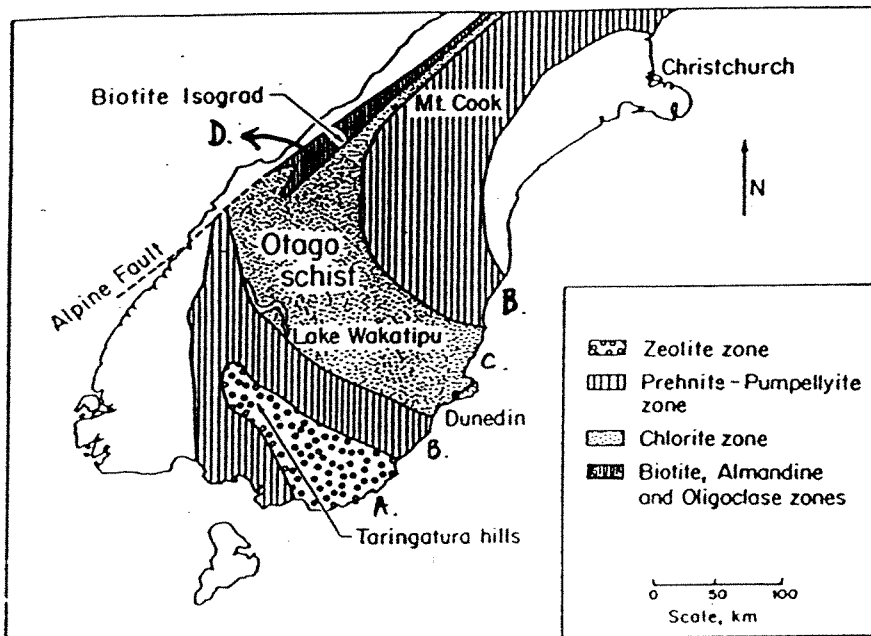 Christchurch
Biotite Isograd
Mt. Cook
D.
N
Otago
schist
Alpine Fault
B.
Lake Wakatipu
C.
Dunedin
B.
A.
Taringatura hills
Zeolite zone
Prehnite-Pumpellyite
zone
Chlorite zone
Biotite, Almandine
and Oligoclase zones
0 50 100
Scale, km